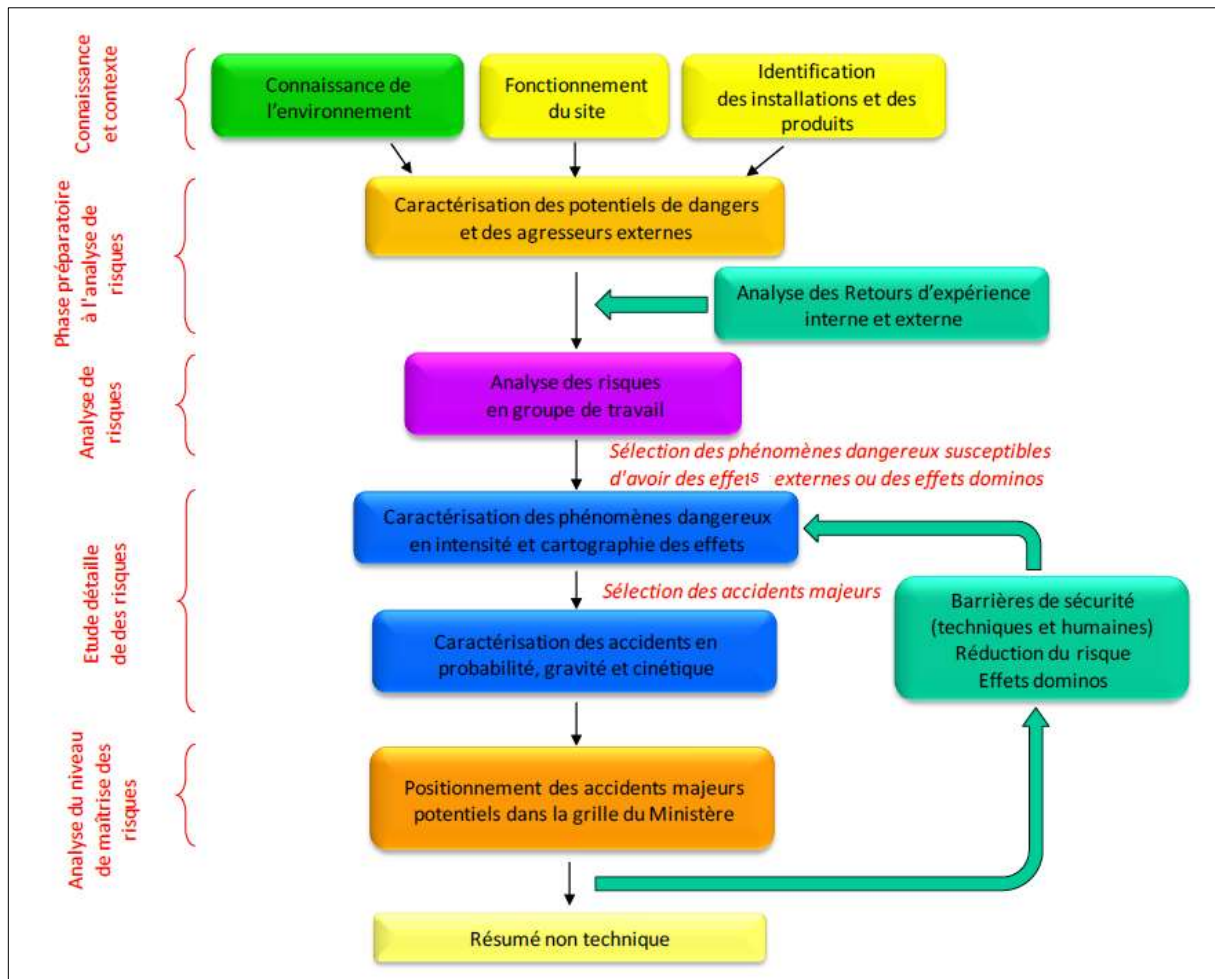 Connaissance
et contexte
Connaissance de
l'environnement
Fonctionnement
du site
Identification
des installations et des
produits
Phase préparatoire
à l'analyse de
risques
Caractérisation des potentiels de dangers
et des agresseurs externes
Analyse des Retours d'expérience
interne et externe
Analyse de
risques
Analyse des risques
en groupe de travail
Sélection des phénomènes dangereux susceptibles
d'avoir des effets externes ou des effets dominos
Etude détaille
de des risques
Caractérisation des phénomènes dangereux
en intensité et cartographie des effets
Sélection des accidents majeurs
Caractérisation des accidents en
probabilité, gravité et cinétique
Barrières de sécurité
(techniques et humaines)
Réduction du risque
Effets dominos
Analyse du niveau
de maîtrise des
risques
Positionnement des accidents majeurs
potentiels dans la grille du Ministère
Résumé non technique